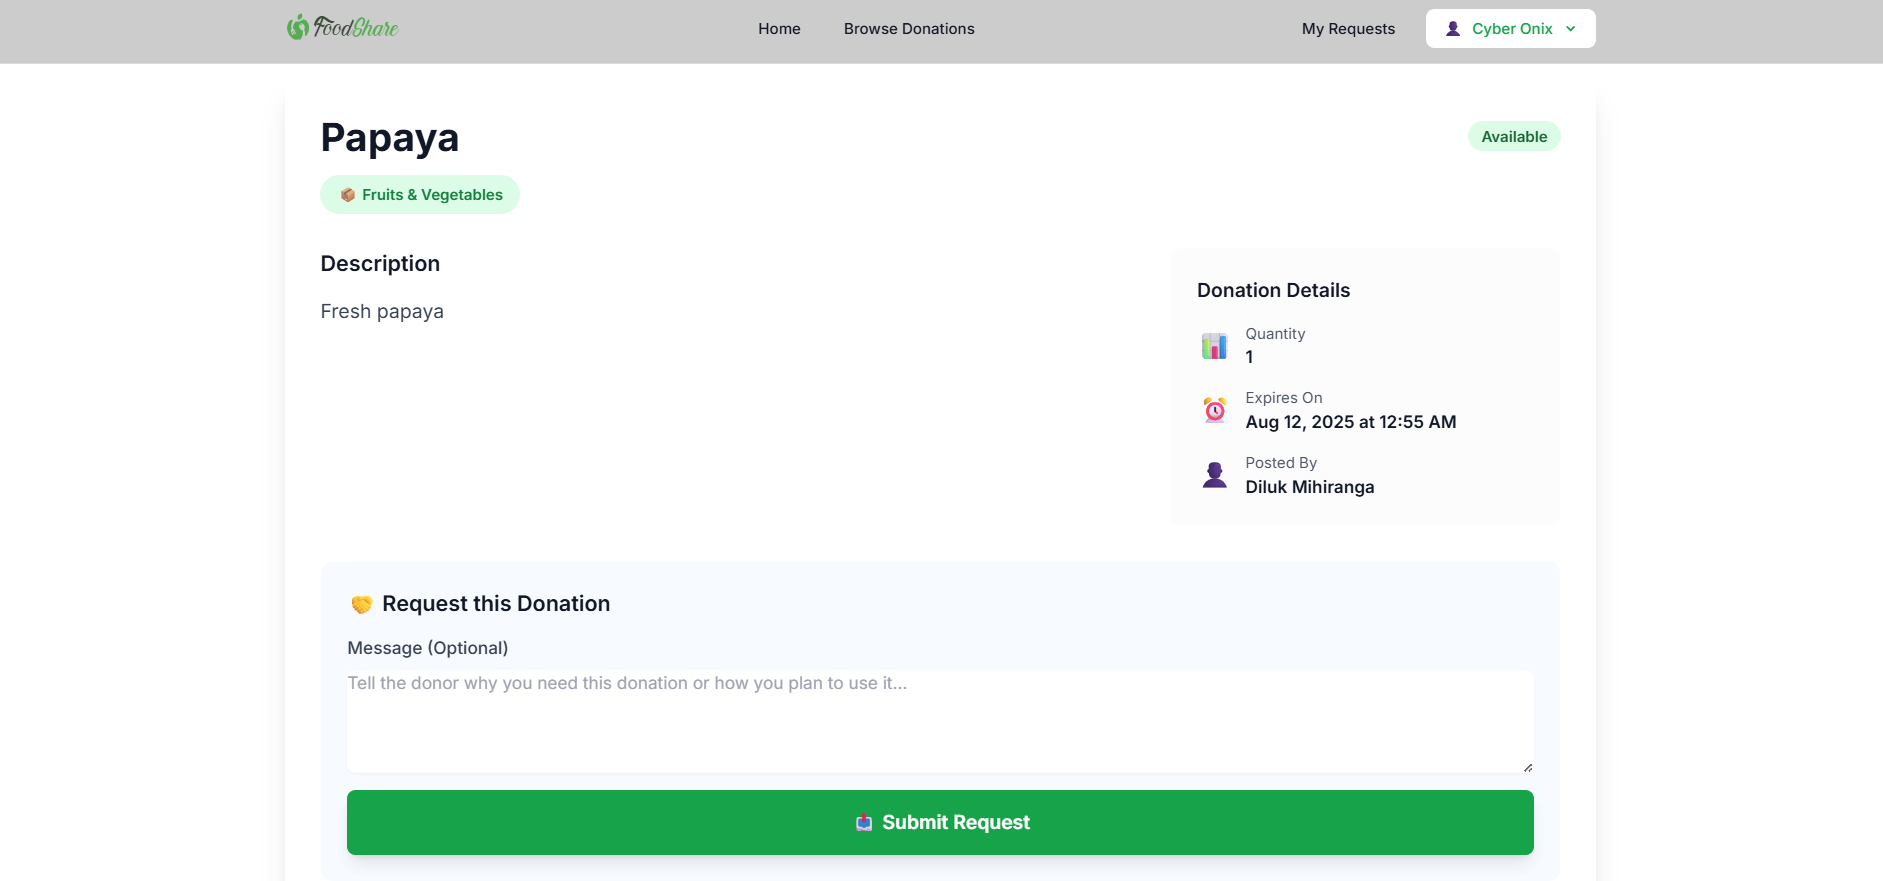 FoodShare
Home
Browse Donations
My Requests
Cyber Onix
Papaya
Available
Fruits & Vegetables
Description
Fresh papaya
Donation Details
Quantity
1
Expires On
Aug 12, 2025 at 12:55 AM
Posted By
Diluk Mihiranga
Request this Donation
Message (Optional)
Tell the donor why you need this donation or how you plan to use it...
Submit Request